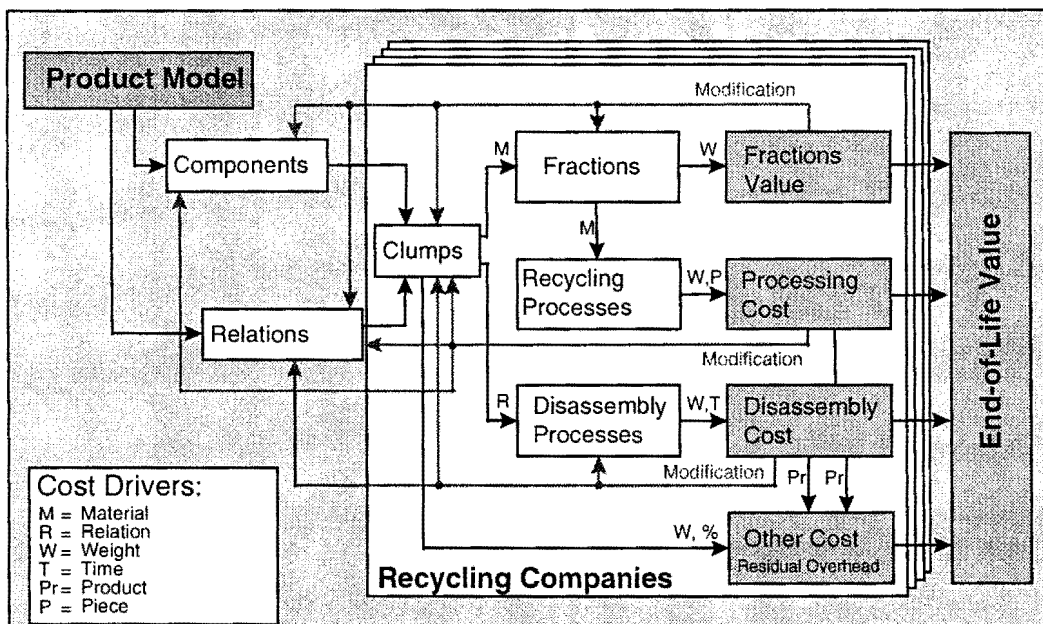 Product Model
Modification
Components
M
Fractions
W
Fractions
Value
M
Clumps
Recycling
Processes
W,P
Processing
Cost
Relations
Modification
End-of-Life Value
R
Disassembly
Processes
W,T
Disassembly
Cost
Modification
Pr
Pr
W, %
Other Cost
Residual Overhead
Recycling Companies
Cost Drivers:
M = Material
R = Relation
W = Weight
T = Time
Pr = Product
P = Piece